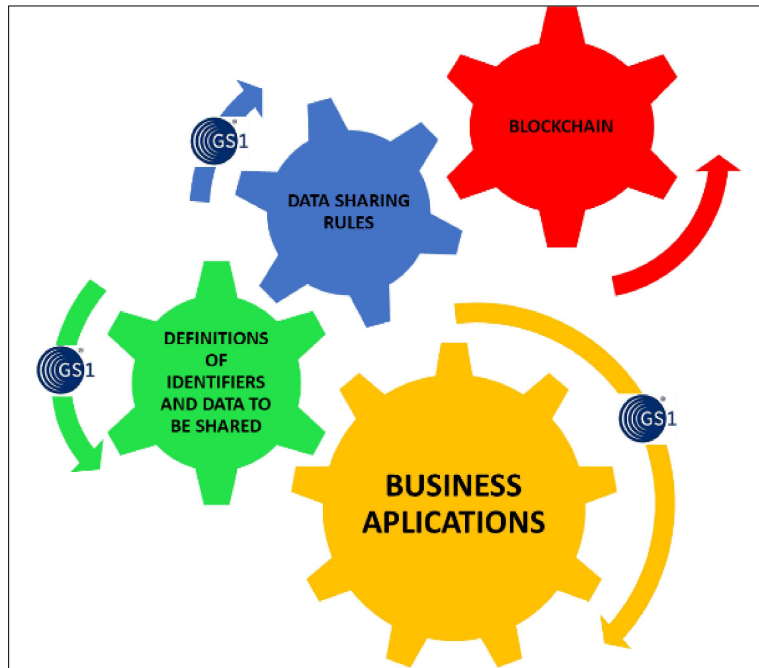 BLOCKCHAIN
GS1®
DATA SHARING
RULES
DEFINITIONS
OF
IDENTIFIERS
AND DATA TO
BE SHARED
GS1®
GS1®
BUSINESS
APLICATIONS